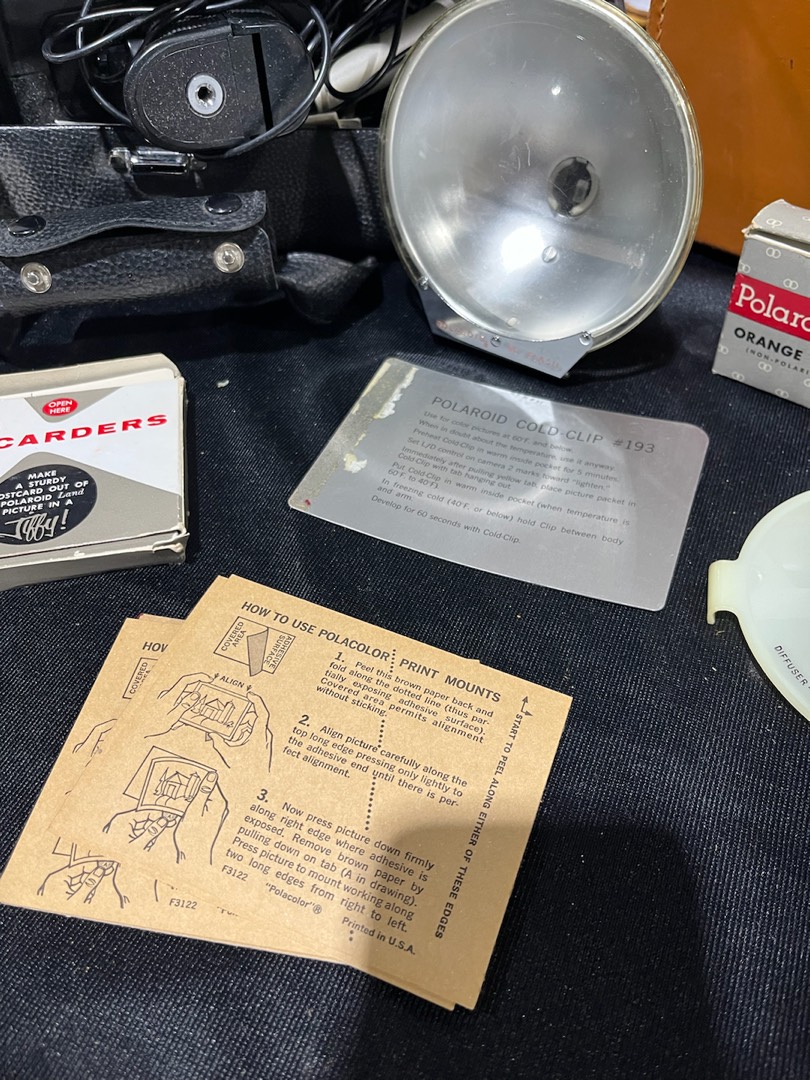 Polaro
ORANGE
(NON-POLARI
OPEN
HERE
CARDERS
MAKE
A STURDY
POSTCARD OUT OF
POLAROID Land
PICTURE IN A
Jiffy!
POLAROID COLD-CLIP #193
Use for color pictures at 60°F. and below.
When in doubt about the temperature, use it anyway.
Preheat Cold-Clip in warm inside pocket for 5 minutes.
Set L/D control on camera 2 marks toward "lighten."
Immediately after pulling yellow tab, place picture packet in
Cold-Clip with tab hanging out.
Put Cold-Clip in warm inside pocket (when temperature is
60°F. to 40°F.)
In freezing cold (40°F. or below) hold Clip between body
and arm.
Develop for 60 seconds with Cold-Clip.
DIFFUSER
HOW TO USE POLACOLOR PRINT MOUNTS
COVERED
AREA
ADHESIVE
SURFACE
ALIGN
1. Peel this brown paper back and
fold along the dotted line (thus par-
tially exposing adhesive surface).
Covered area permits alignment
without sticking.
2. Align picture carefully along the
top long edge pressing only lightly to
the adhesive end until there is per-
fect alignment.
3. Now press picture down firmly
along right edge where adhesive is
exposed. Remove brown paper by
pulling down on tab (A in drawing).
Press picture to mount working along
two long edges from right to left.
F3122
"Polacolor"®
Printed in U.S.A.
START TO PEEL ALONG EITHER OF THESE EDGES
HOW
COVERED
F3122